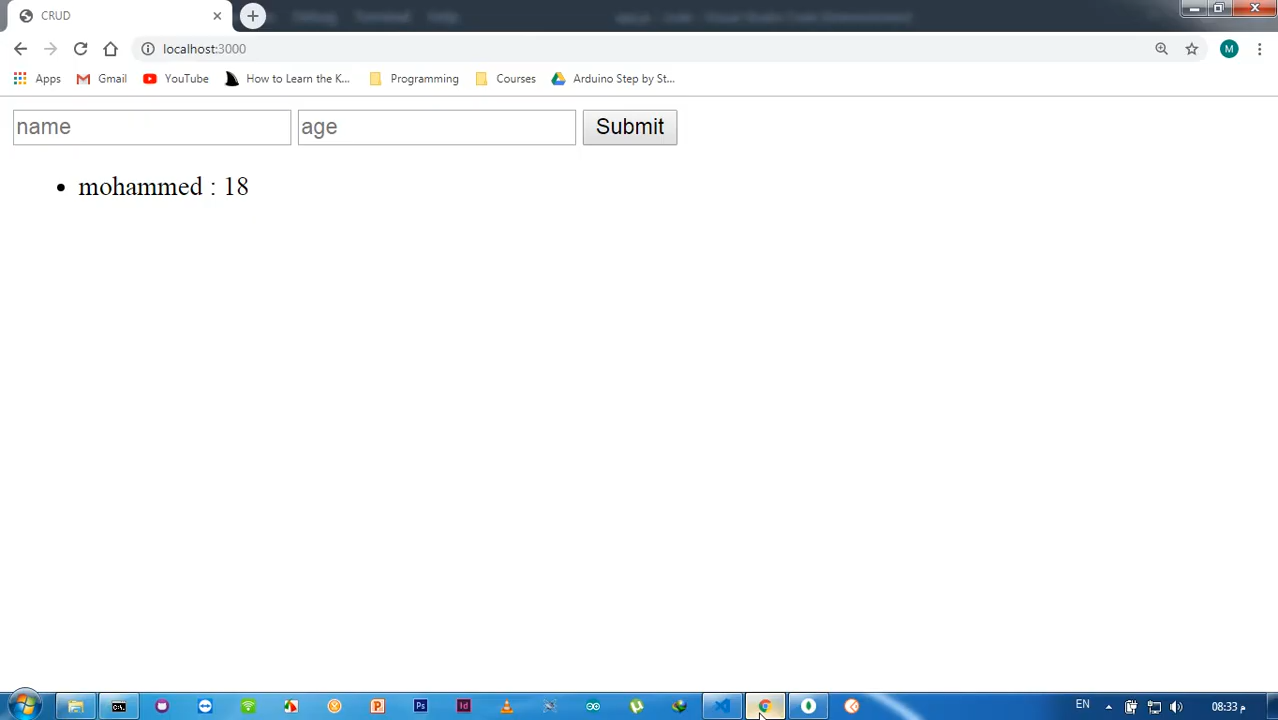 CRUD
localhost:3000
M
Apps Gmail YouTube How to Learn the K... Programming Courses Arduino Step by St...
name age Submit
mohammed : 18
EN 08:33 م